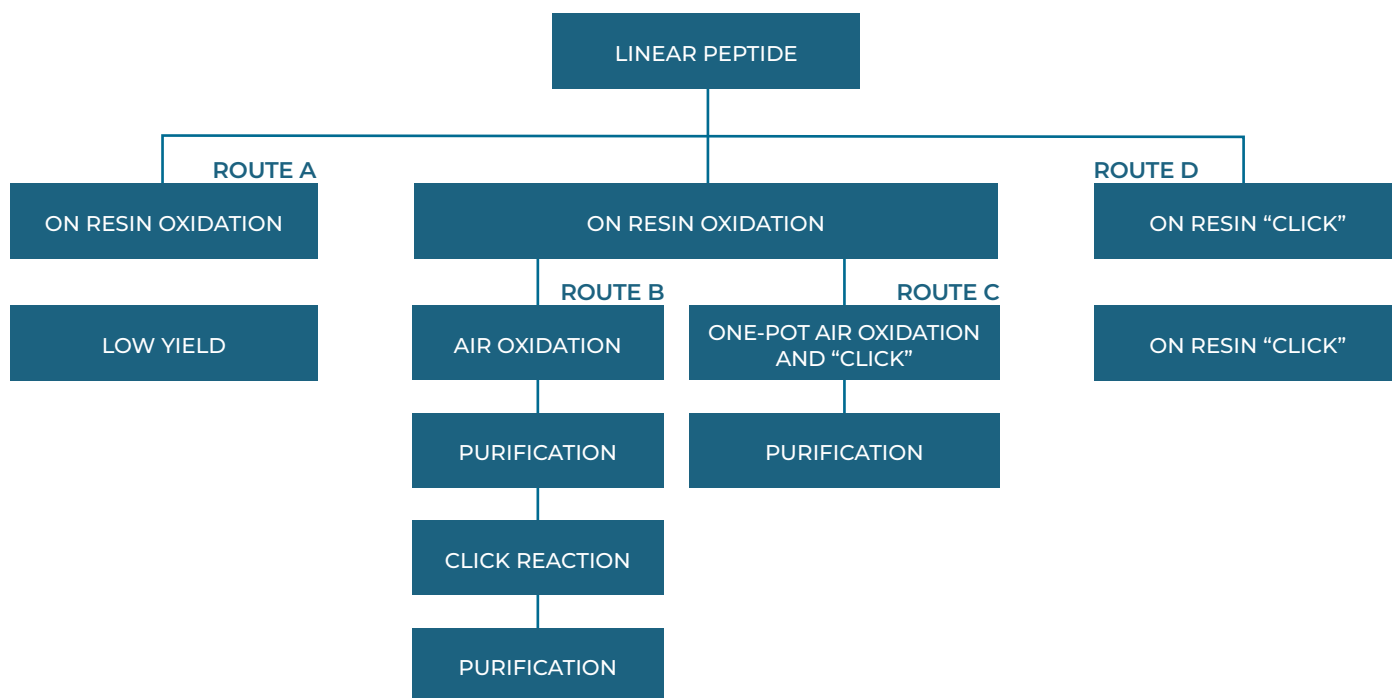 LINEAR PEPTIDE
ROUTE A
ROUTE D
ON RESIN OXIDATION
ON RESIN OXIDATION
ON RESIN “CLICK”
ROUTE B
ROUTE C
LOW YIELD
AIR OXIDATION
ONE-POT AIR OXIDATION
AND “CLICK”
ON RESIN “CLICK”
PURIFICATION
PURIFICATION
CLICK REACTION
PURIFICATION